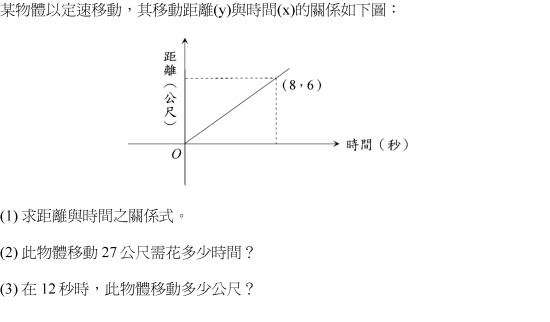 某物體以定速移動，其移動距離(y)與時間(x)的關係如下圖：
距離（公尺）
(8，6)
時間（秒）
O
(1) 求距離與時間之關係式。
(2) 此物體移動 27 公尺需花多少時間？
(3) 在 12 秒時，此物體移動多少公尺？